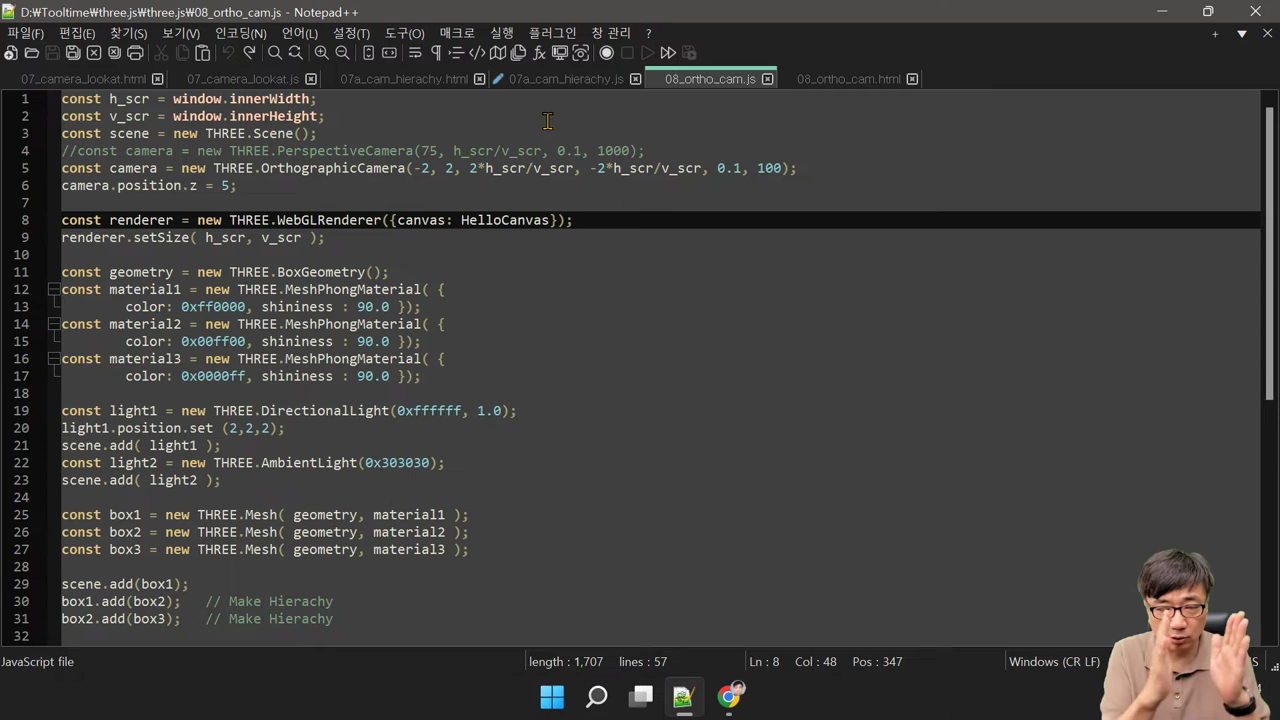 D:₩Tooltime₩three.js₩three.js₩08_ortho_cam.js - Notepad++
파일(F) 편집(E) 찾기(S) 보기(V) 인코딩(N) 언어(L) 설정(T) 도구(O) 매크로 실행 플러그인 창 관리 ?
07_camera_lookat.html 07_camera_lookat.js 07a_cam_hierachy.html 07a_cam_hierachy.js 08_ortho_cam.js 08_ortho_cam.html
1 const h_scr = window.innerWidth;
2 const v_scr = window.innerHeight;
3 const scene = new THREE.Scene();
4 //const camera = new THREE.PerspectiveCamera(75, h_scr/v_scr, 0.1, 1000);
5 const camera = new THREE.OrthographicCamera(-2, 2, 2*h_scr/v_scr, -2*h_scr/v_scr, 0.1, 100);
6 camera.position.z = 5;
7
8 const renderer = new THREE.WebGLRenderer({canvas: HelloCanvas});
9 renderer.setSize( h_scr, v_scr );
10
11 const geometry = new THREE.BoxGeometry();
12 const material1 = new THREE.MeshPhongMaterial( {
13 color: 0xff0000, shininess : 90.0 });
14 const material2 = new THREE.MeshPhongMaterial( {
15 color: 0x00ff00, shininess : 90.0 });
16 const material3 = new THREE.MeshPhongMaterial( {
17 color: 0x0000ff, shininess : 90.0 });
18
19 const light1 = new THREE.DirectionalLight(0xffffff, 1.0);
20 light1.position.set (2,2,2);
21 scene.add( light1 );
22 const light2 = new THREE.AmbientLight(0x303030);
23 scene.add( light2 );
24
25 const box1 = new THREE.Mesh( geometry, material1 );
26 const box2 = new THREE.Mesh( geometry, material2 );
27 const box3 = new THREE.Mesh( geometry, material3 );
28
29 scene.add(box1);
30 box1.add(box2); // Make Hierachy
31 box2.add(box3); // Make Hierachy
32
JavaScript file length : 1,707 lines : 57 Ln : 8 Col : 48 Pos : 347 Windows (CR LF)